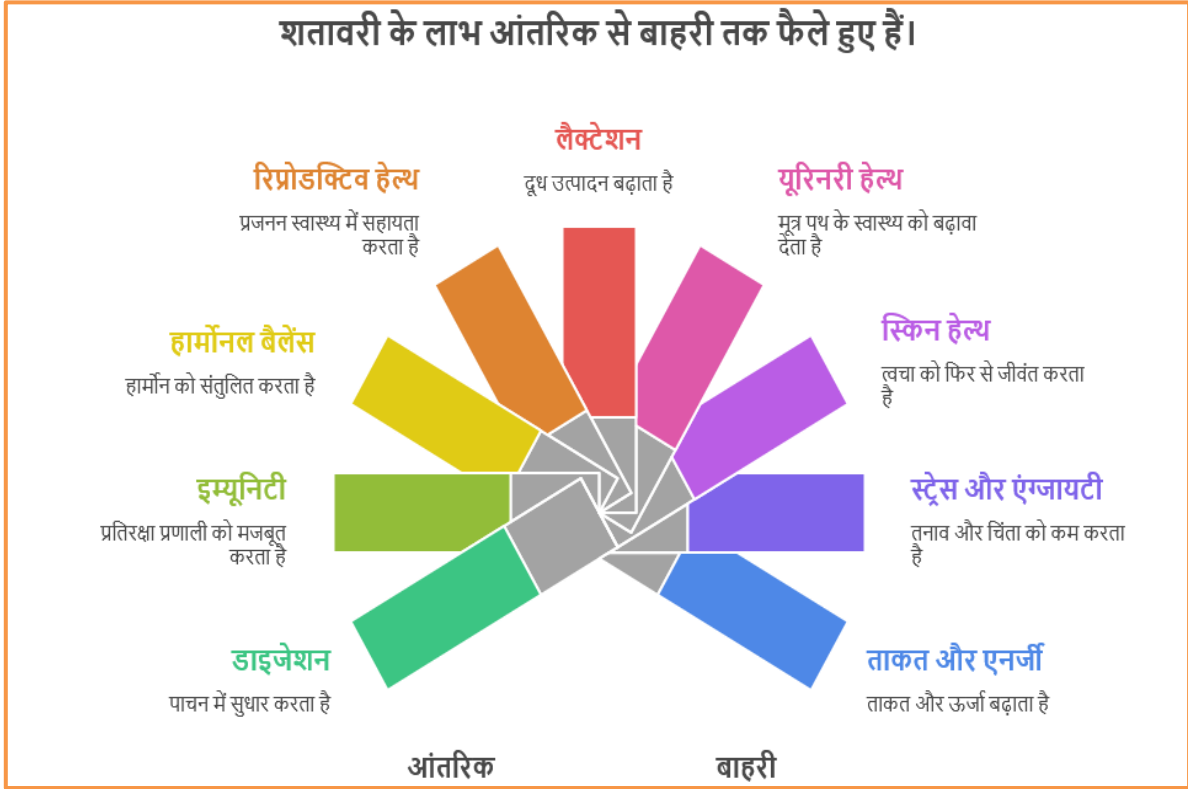 शतावरी के लाभ आंतरिक से बाहरी तक फैले हुए हैं।
लैक्टेशन
दूध उत्पादन बढ़ाता है
रिप्रोडक्टिव हेल्थ
प्रजनन स्वास्थ्य में सहायता
करता है
यूरिनरी हेल्थ
मूत्र पथ के स्वास्थ्य को बढ़ावा
देता है
हार्मोनल बैलेंस
हार्मोन को संतुलित करता है
स्किन हेल्थ
त्वचा को फिर से जीवंत करता
है
इम्यूनिटी
प्रतिरक्षा प्रणाली को मजबूत
करता है
स्ट्रेस और एंग्जायटी
तनाव और चिंता को कम करता
है
डाइजेशन
पाचन में सुधार करता है
ताकत और एनर्जी
ताकत और ऊर्जा बढ़ाता है
आंतरिक
बाहरी